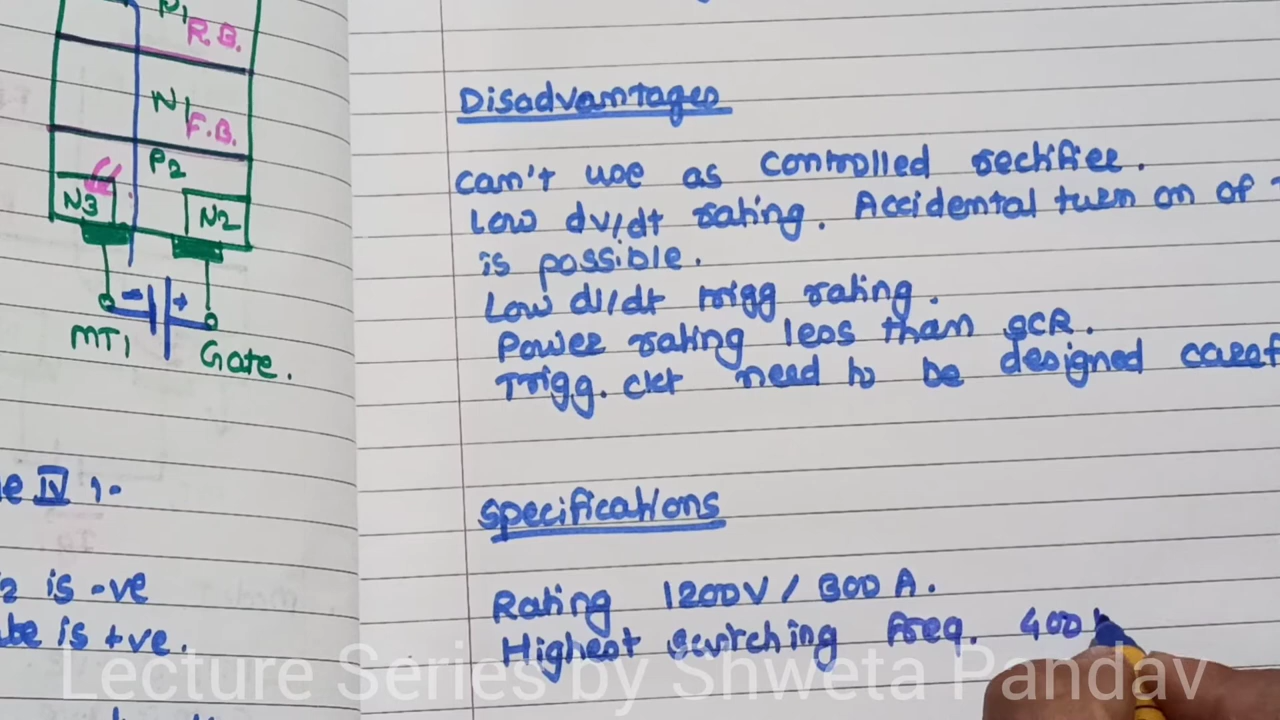 P1
R.B.
N1
F.B.
P2
N3
N2
- +
MT1
Gate.
IV :-
is -ve
is +ve.
Disadvantages
can't use as controlled rectifier.
Low dv/dt rating. Accidental turn on of
is possible.
Low dI/dt trigg rating.
Power rating less than SCR.
Trigg. ckt need to be designed
Specifications
Rating 1200V / 300A.
Highest switching freq. 400
Lecture Series by Shweta Pandav